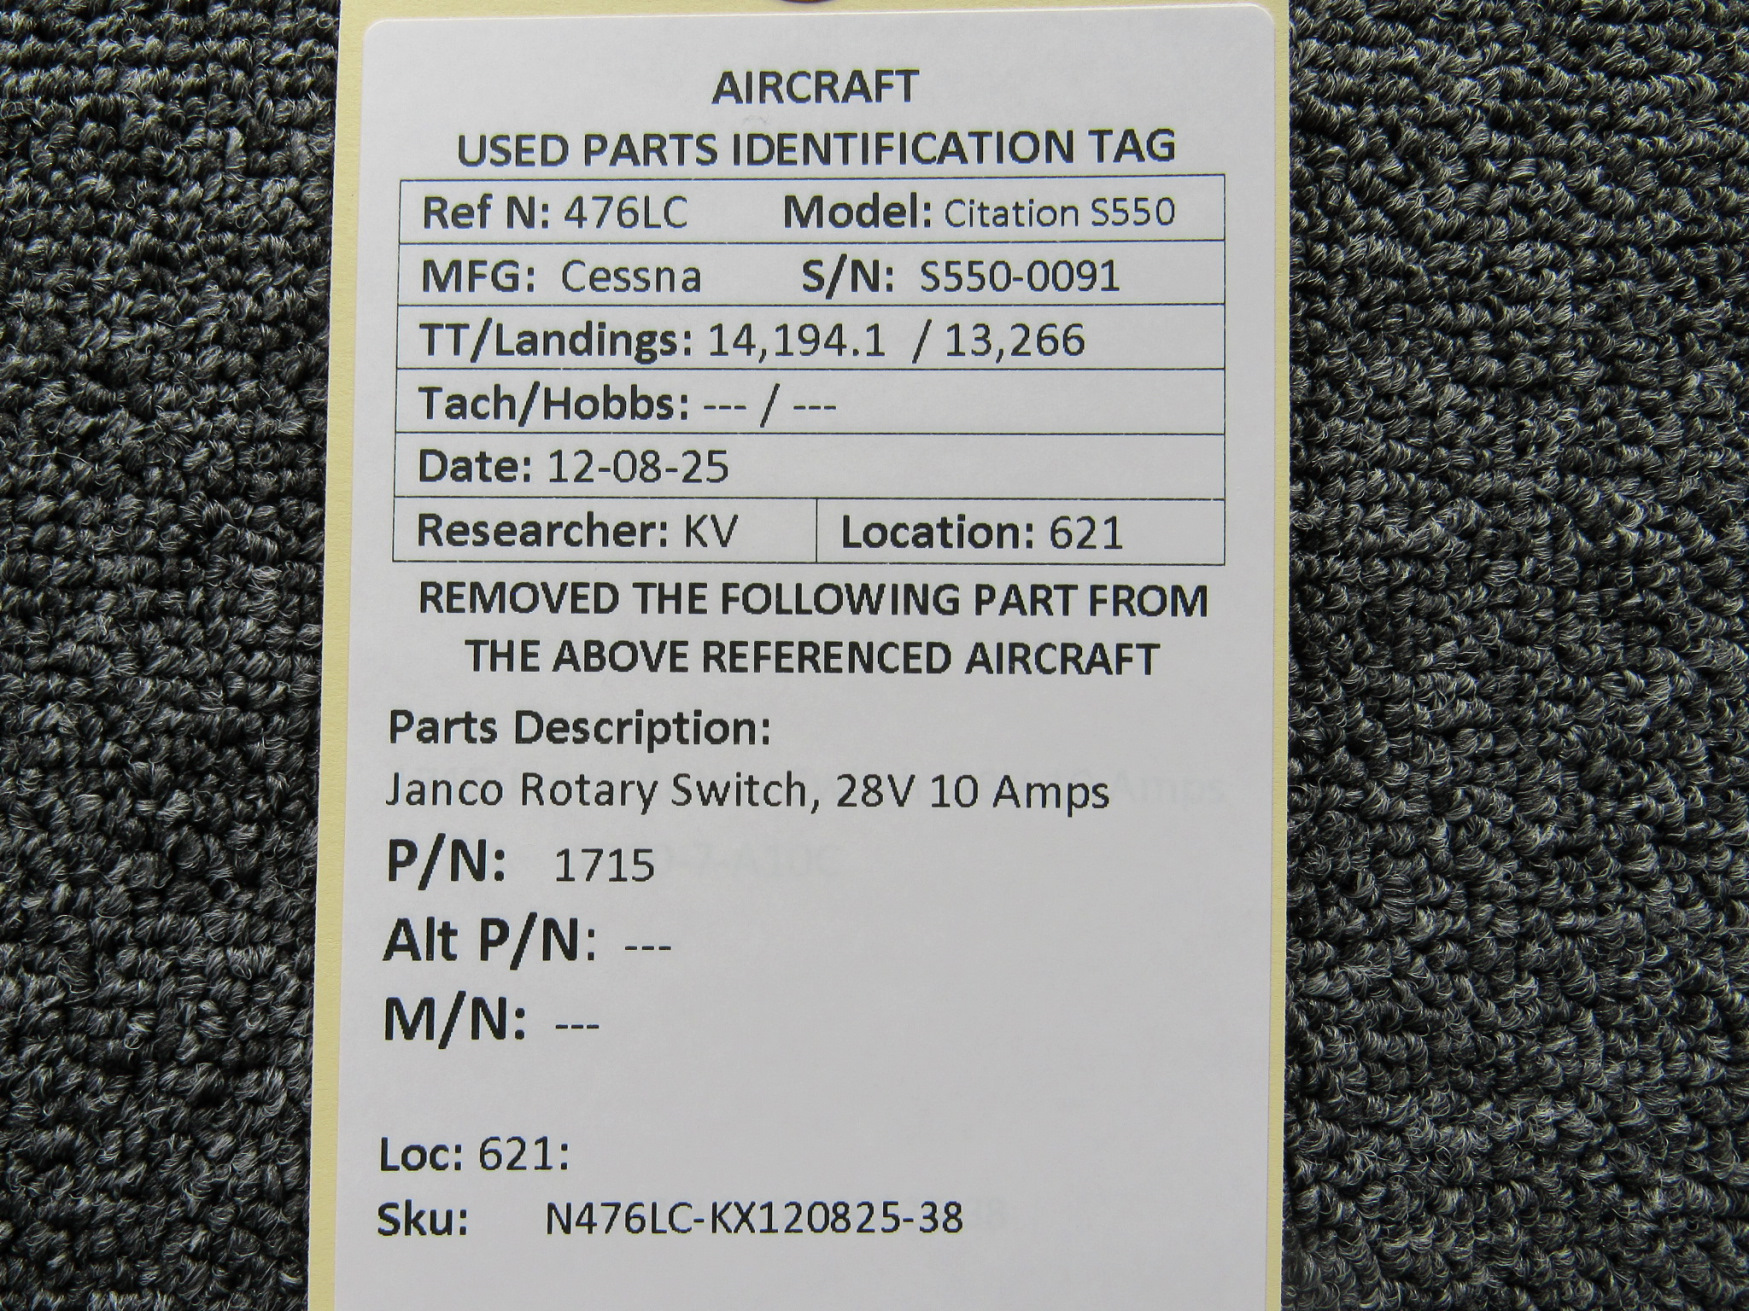 AIRCRAFT
USED PARTS IDENTIFICATION TAG
Ref N: 476LC Model: Citation S550
MFG: Cessna S/N: S550-0091
TT/Landings: 14,194.1 / 13,266
Tach/Hobbs: --- / ---
Date: 12-08-25
Researcher: KV Location: 621
REMOVED THE FOLLOWING PART FROM
THE ABOVE REFERENCED AIRCRAFT
Parts Description:
Janco Rotary Switch, 28V 10 Amps
P/N: 1715
Alt P/N: ---
M/N: ---
Loc: 621:
Sku: N476LC-KX120825-38